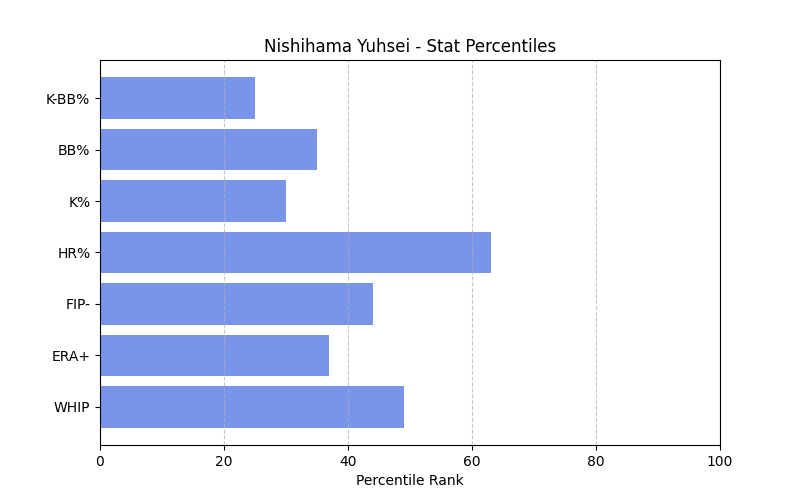 Nishihama Yuhsei - Stat Percentiles
K-BB%
BB%
K%
HR%
FIP-
ERA+
WHIP
0 20 40 60 80 100
Percentile Rank